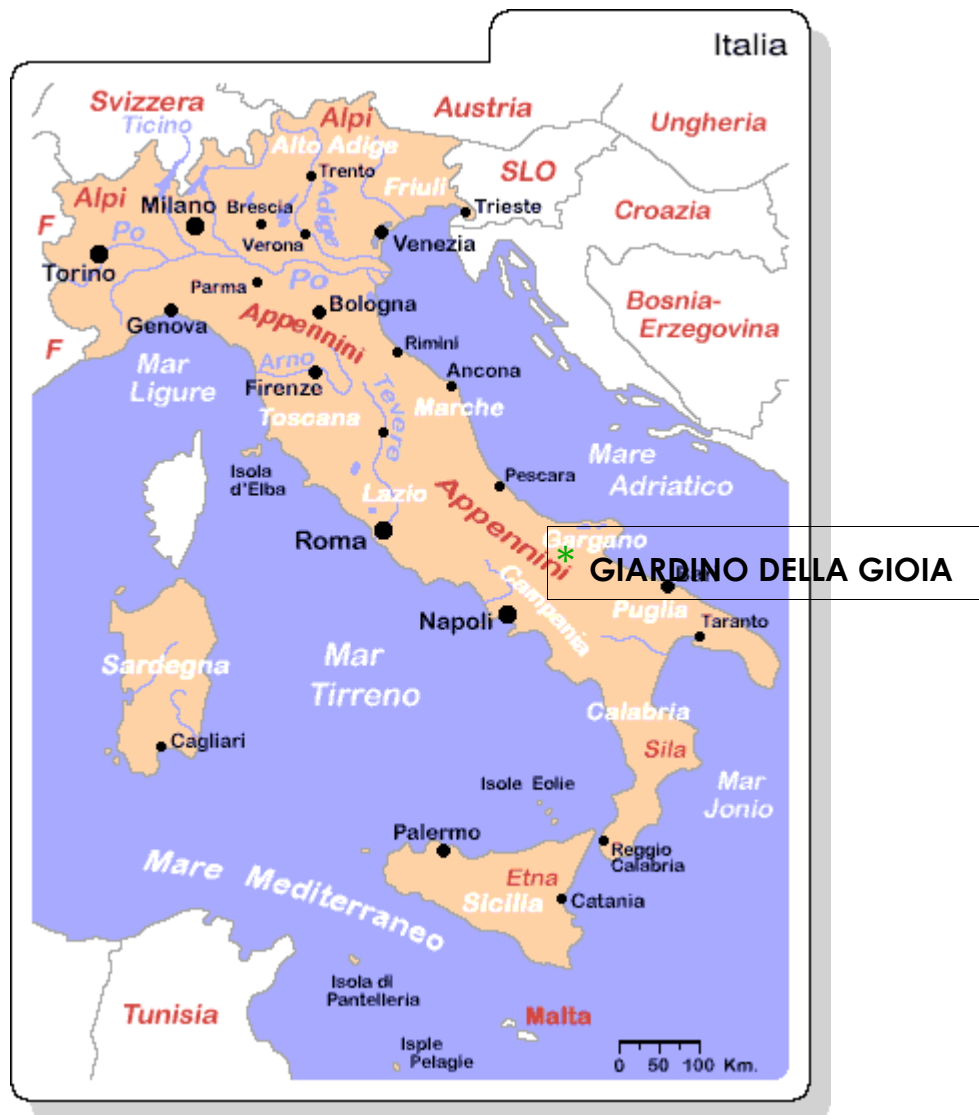 Italia
Svizzera
Ticino
Alpi
Austria
Ungheria
Alto Adige
Trento
SLO
Alpi
Friuli
Milano
Brescia
Adige
Trieste
Croazia
F
Po
Verona
Venezia
Torino
Parma
Po
Bologna
Bosnia-
Erzegovina
Genova
Appennini
Rimini
F
Mar
Ligure
Arno
Firenze
Ancona
Toscana
Tevere
Marche
Isola
d'Elba
Pescara
Mare
Adriatico
Lazio
Appennini
Roma
Gargano
* GIARDINO DELLA GIOIA
Campania
Puglia
Napoli
Taranto
Sardegna
Mar
Tirreno
Calabria
Cagliari
Sila
Isole Eolie
Mar
Jonio
Palermo
Reggio
Calabria
Mare Mediterraneo
Etna
Sicilia
Catania
Isola di
Pantelleria
Tunisia
Malta
Isple
Pelagie
0 50 100 Km.